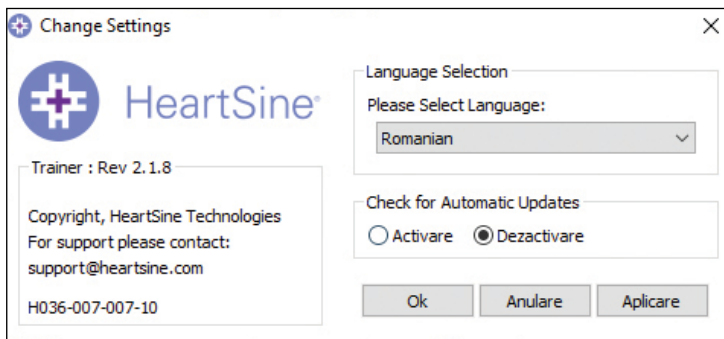 Change Settings
HeartSine®
Trainer : Rev 2.1.8
Copyright, HeartSine Technologies
For support please contact:
support@heartsine.com
H036-007-007-10
Language Selection
Please Select Language:
Romanian
Check for Automatic Updates
Activare Dezactivare
Ok Anulare Aplicare